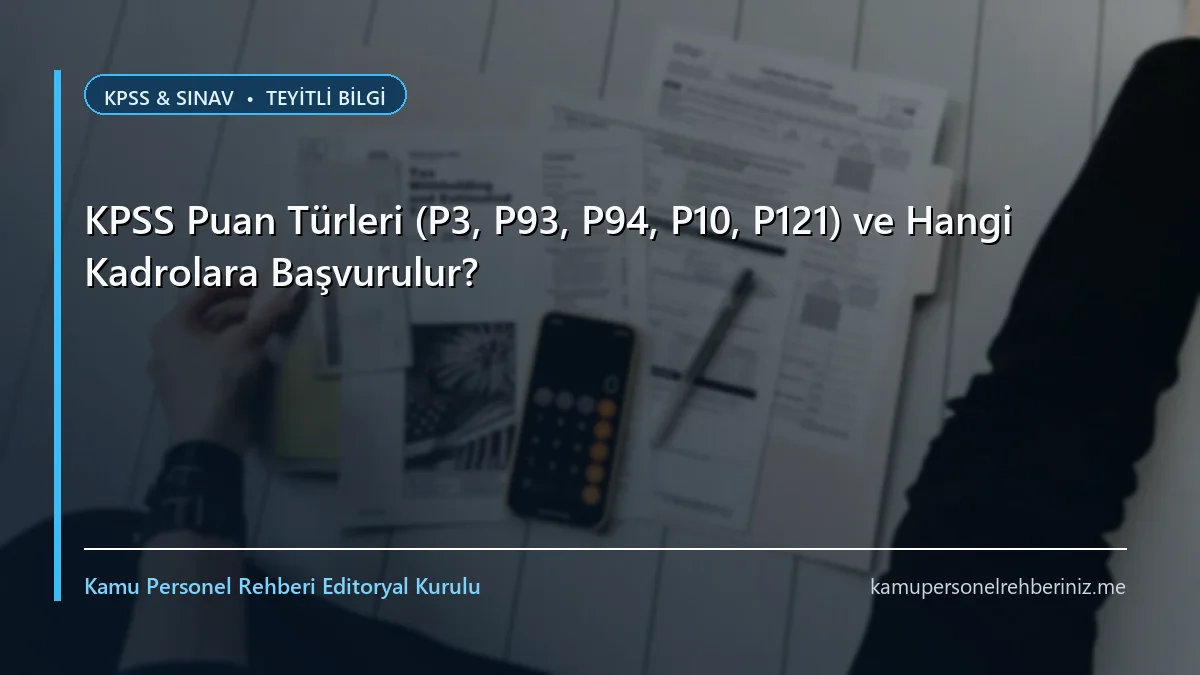 KPSS & SINAV • TEYİTLİ BİLGİ
KPSS Puan Türleri (P3, P93, P94, P10, P121) ve Hangi
Kadrolara Başvurulur?
Kamu Personel Rehberi Editoryal Kurulu
kamupersonelrehberiniz.me